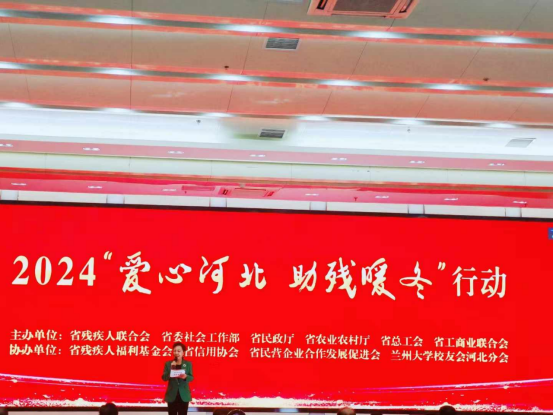 2024“爱心河北 助残暖冬”行动
主办单位：省残疾人联合会 省委社会工作部 省民政厅 省农业农村厅 省总工会 省工商业联合会
协办单位：省残疾人福利基金会 省信用协会 省民营企业合作发展促进会 兰州大学校友会河北分会